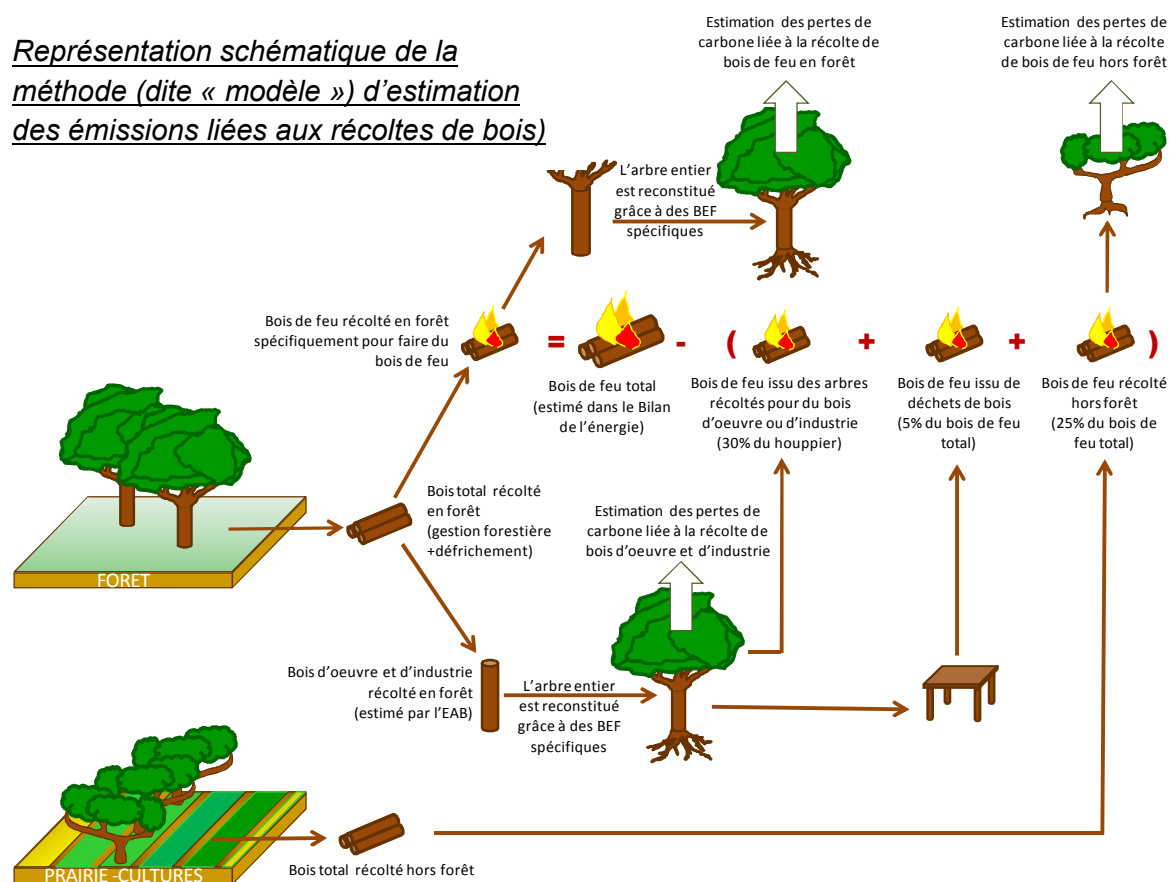 Représentation schématique de la
méthode (dite « modèle ») d'estimation
des émissions liées aux récoltes de bois)
Estimation des pertes de
carbone liée à la récolte de
bois de feu en forêt
Estimation des pertes de
carbone liée à la récolte
de bois de feu hors forêt
L'arbre entier
est reconstitué
grâce à des BEF
spécifiques
Bois de feu récolté en forêt
spécifiquement pour faire du
bois de feu
= - ( + + )
Bois de feu total
(estimé dans le Bilan
de l'énergie)
Bois de feu issu des arbres
récoltés pour du bois
d'oeuvre ou d'industrie
(30% du houppier)
Bois de feu issu de
déchets de bois
(5% du bois de feu
total)
Bois de feu récolté
hors forêt
(25% du bois de
feu total)
FORET
Bois total récolté
en forêt
(gestion forestière
+défrichement)
Estimation des pertes de
carbone liée à la récolte de
bois d'oeuvre et d'industrie
Bois d'oeuvre et d'industrie
récolté en forêt
(estimé par l'EAB)
L'arbre entier
est reconstitué
grâce à des BEF
spécifiques
PRAIRIE -CULTURES
Bois total récolté hors forêt